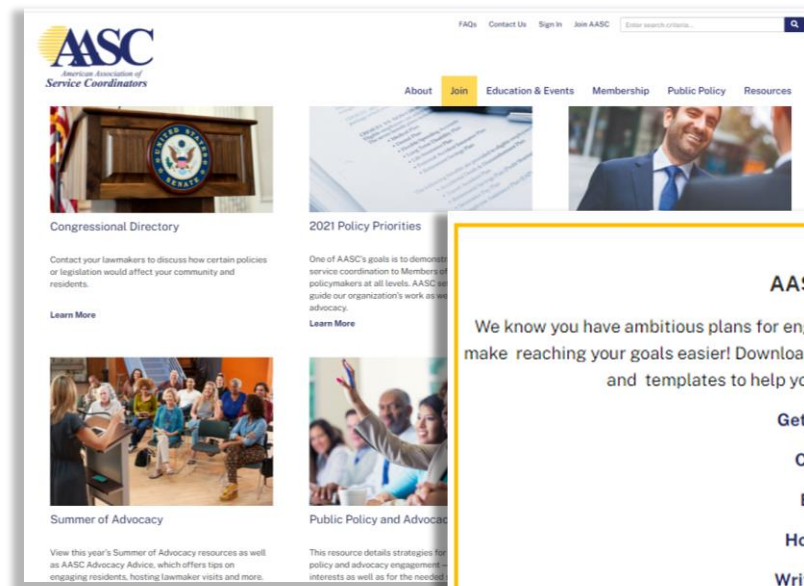 FAQs Contact Us Sign In Join AASC Enter search criteria...
AASC
American Association of
Service Coordinators
About Join Education & Events Membership Public Policy Resources
UNITED STATES
SENATE
Congressional Directory
Contact your lawmakers to discuss how certain policies
or legislation would affect your community and
residents.
Learn More
2021 Policy Priorities
One of AASC's goals is to demonstr
service coordination to Members of
policymakers at all levels. AASC se
guide our organization's work as we
advocacy.
Learn More
Summer of Advocacy
View this year's Summer of Advocacy resources as well
as AASC Advocacy Advice, which offers tips on
engaging residents, hosting lawmaker visits and more.
Public Policy and Advocac
This resource details strategies for
policy and advocacy engagement –
interests as well as for the needed
AAS
We know you have ambitious plans for eng
make reaching your goals easier! Downloa
and templates to help yo
Get
C
E
Ho
Wri